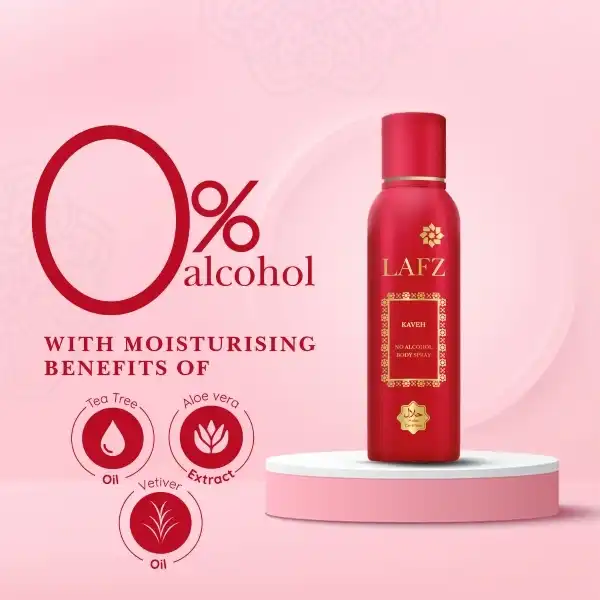 0%
alcohol
WITH MOISTURISING
BENEFITS OF
Tea Tree
Oil
Aloe vera
Extract
Vetiver
Oil
LAFZ
KAVEH
NO ALCOHOL
BODY SPRAY
حلال